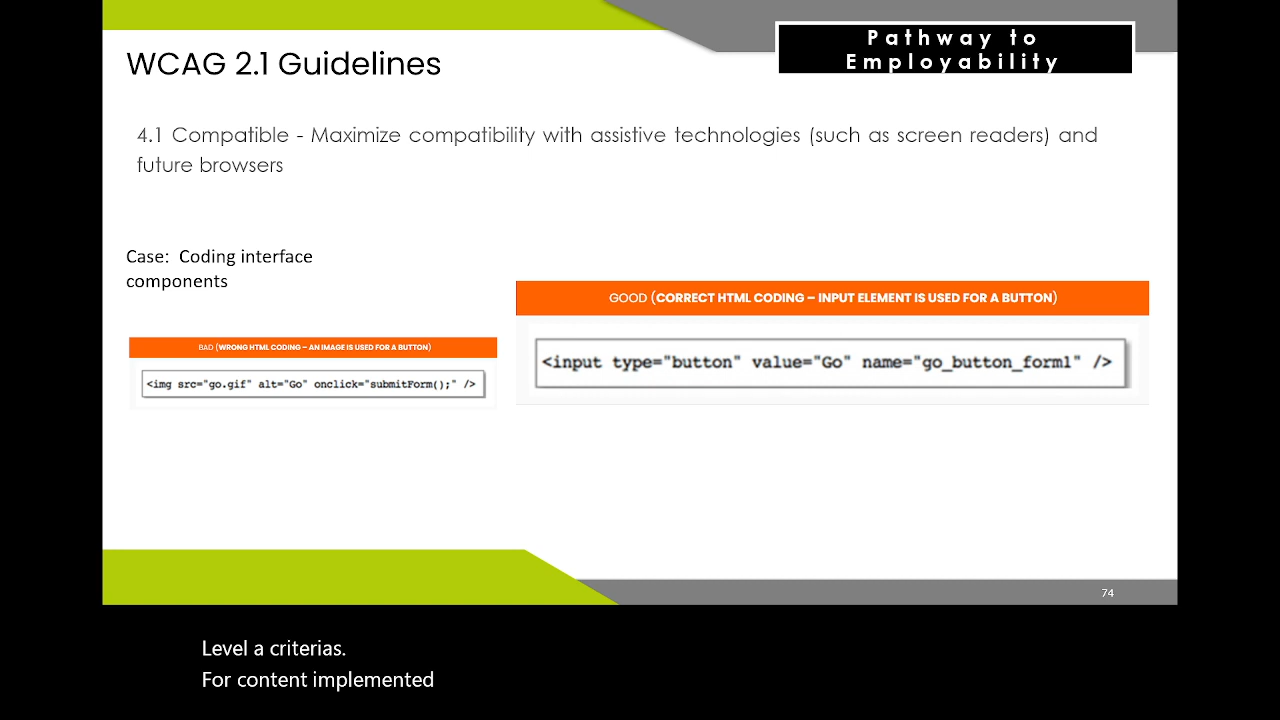 Pathway to
Employability
WCAG 2.1 Guidelines
4.1 Compatible - Maximize compatibility with assistive technologies (such as screen readers) and
future browsers
Case:  Coding interface
components
BAD (WRONG HTML CODING – AN IMAGE IS USED FOR A BUTTON)
<img src="go.gif" alt="Go" onclick="submitForm();" />
GOOD (CORRECT HTML CODING – INPUT ELEMENT IS USED FOR A BUTTON)
<input type="button" value="Go" name="go_button_form1" />
74
Level a criterias.
For content implemented